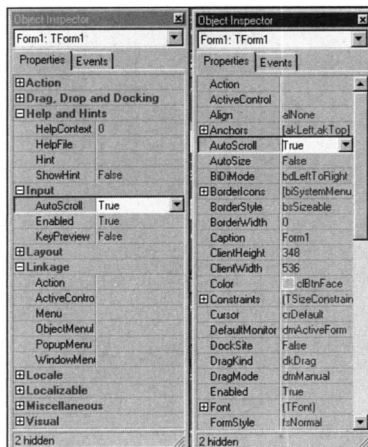 Object Inspector
Form1: TForm1
Properties Events
Action
Drag, Drop and Docking
Help and Hints
HelpContext 0
HelpFile
Hint
ShowHint False
Input
AutoScroll True
Enabled True
KeyPreview False
Layout
Linkage
Action
ActiveContro
Menu
ObjectMenuI
PopupMenu
WindowMenu
Locale
Localizable
Miscellaneous
Visual
2 hidden
Object Inspector
Form1: TForm1
Properties Events
Action
ActiveControl
Align alNone
Anchors [akLeft,akTop]
AutoScroll True
AutoSize False
BiDiMode bdLeftToRight
BorderIcons [biSystemMenu,
BorderStyle bsSizeable
BorderWidth 0
Caption Form1
ClientHeight 348
ClientWidth 536
Color clBtnFace
Constraints (TSizeConstrain
Cursor crDefault
DefaultMonitor dmActiveForm
DockSite False
DragKind dkDrag
DragMode dmManual
Enabled True
Font (TFont)
FormStyle fsNormal
2 hidden